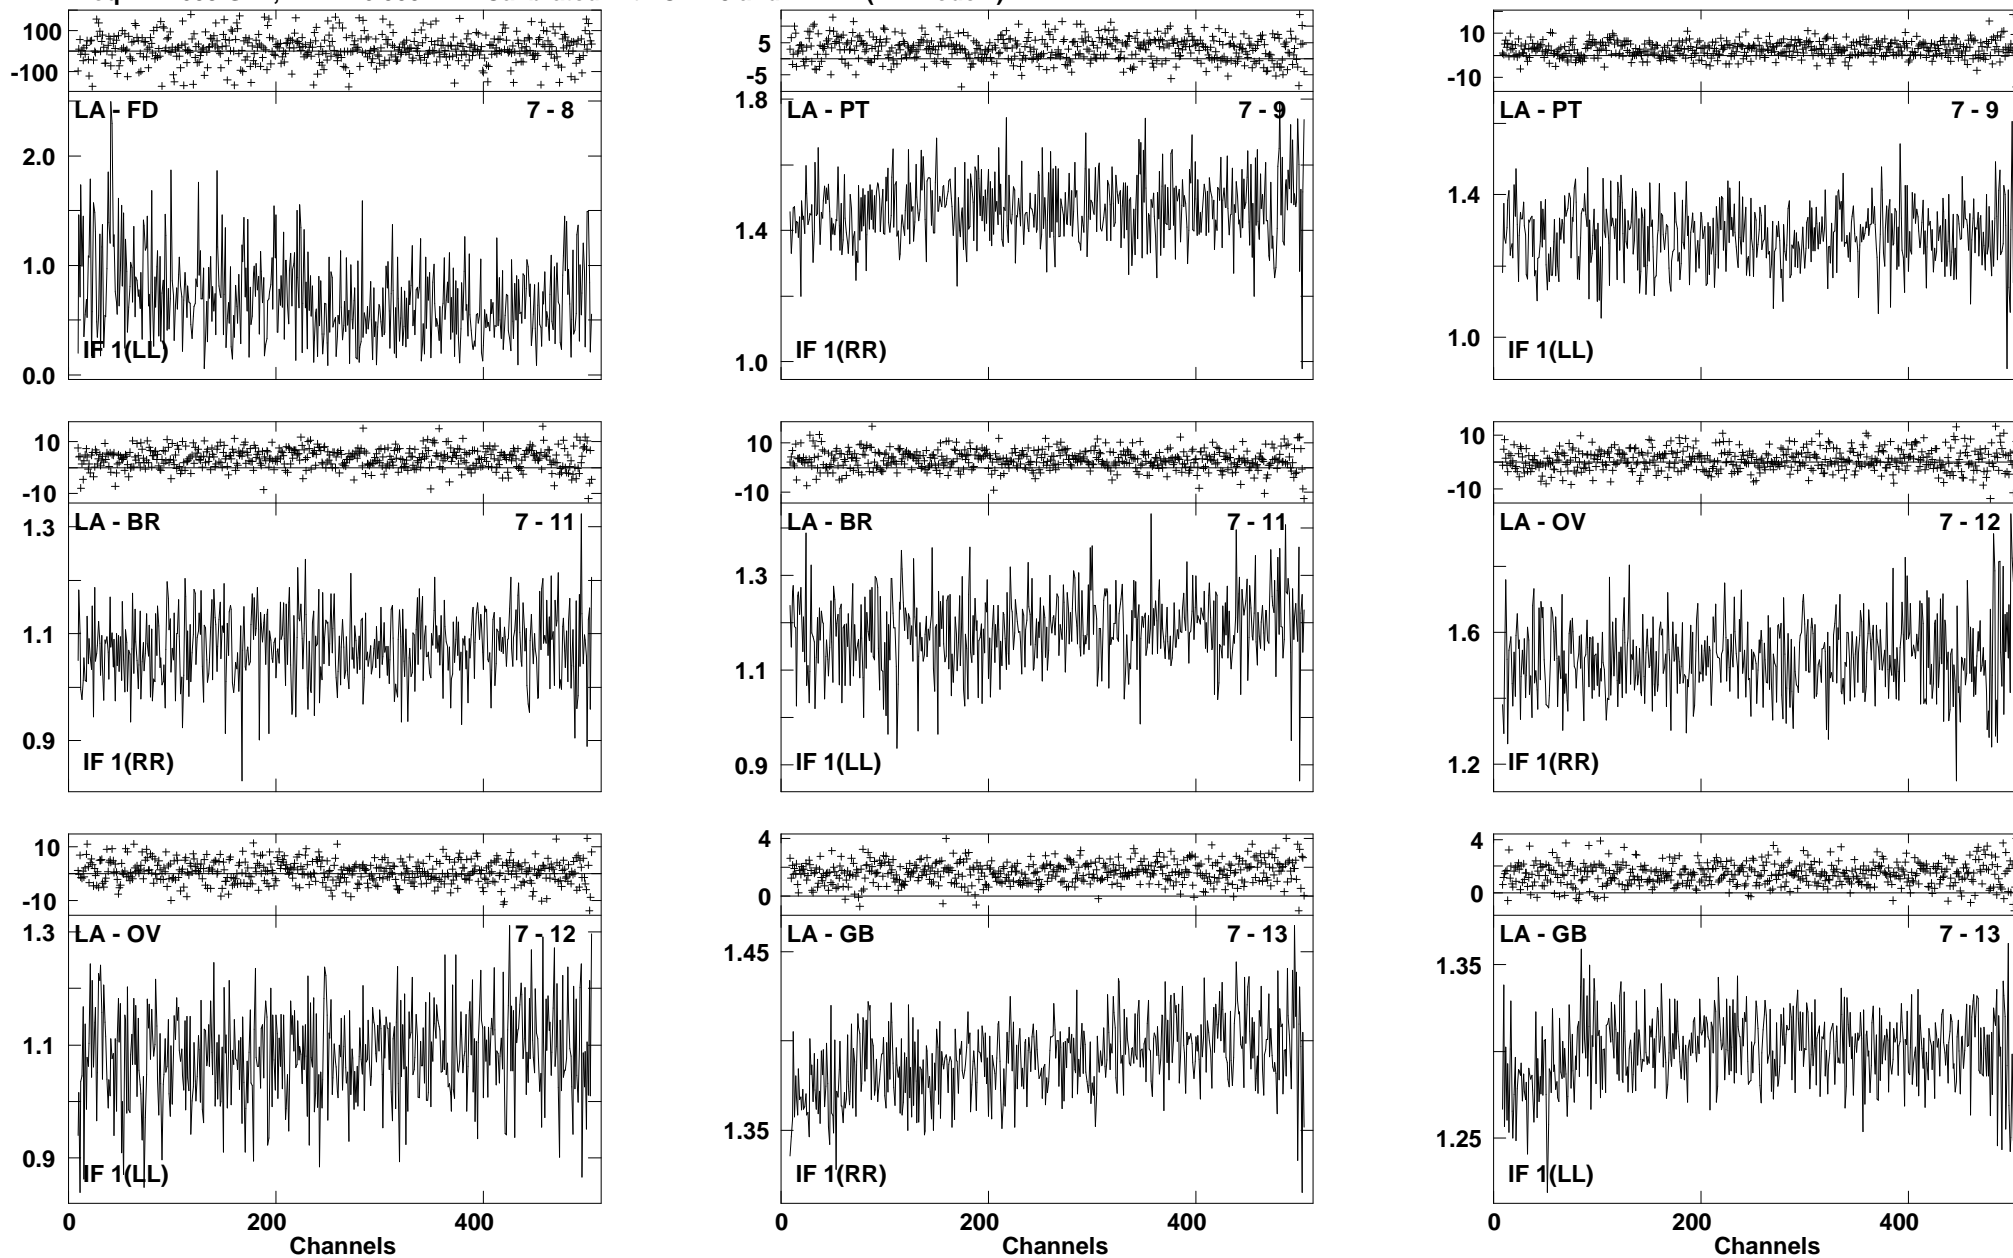 100
-100
LA - FD 7 - 8
2.0
1.0
0.0
IF 1(LL)
5
-5
1.8
LA - PT 7 - 9
1.4
1.0
IF 1(RR)
10
-10
LA - PT 7 - 9
1.4
1.0
IF 1(LL)
10
-10
LA - BR 7 - 11
1.3
1.1
0.9
IF 1(RR)
10
-10
LA - BR 7 - 11
1.3
1.1
0.9
IF 1(LL)
10
-10
LA - OV 7 - 12
1.6
1.2
IF 1(RR)
10
-10
LA - OV 7 - 12
1.3
1.1
0.9
IF 1(LL)
0 200 400
Channels
4
2
0
LA - GB 7 - 13
1.45
1.35
IF 1(RR)
0 200 400
Channels
4
0
LA - GB 7 - 13
1.35
1.25
IF 1(LL)
0 200 400
Channels